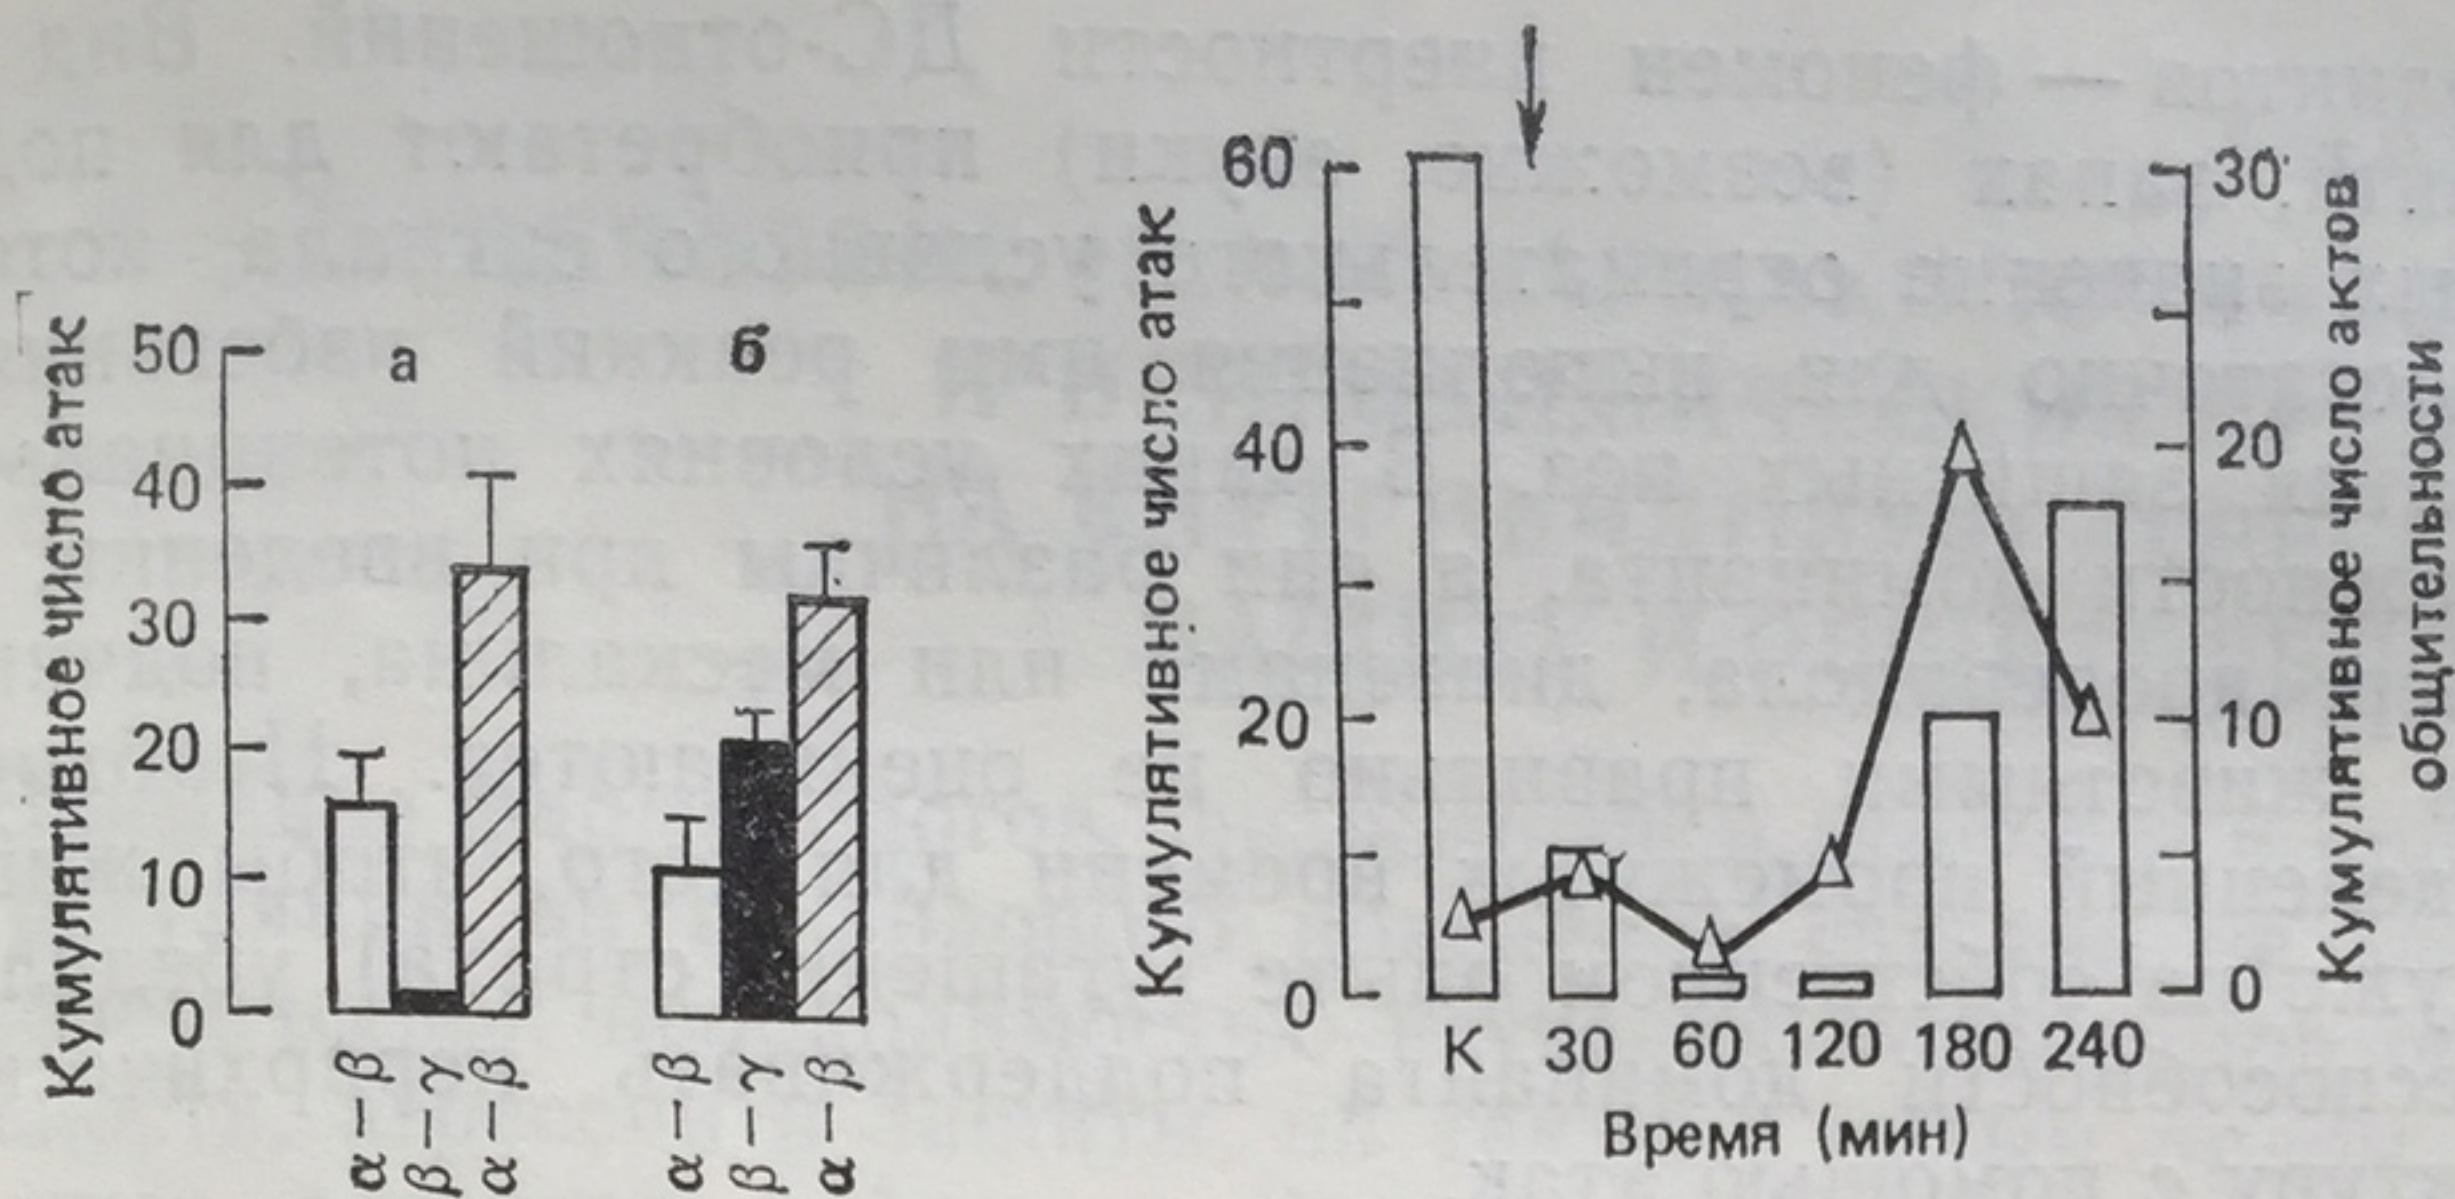 Кумулятивное число атак
50
40
30
20
10
0
а
б
α – β
β – γ
α – β
α – β
β – γ
α – β
Кумулятивное число атак
60
40
20
0
К 30 60 120 180 240
Время (мин)
30
20
10
0
Кумулятивное число актов
общительности